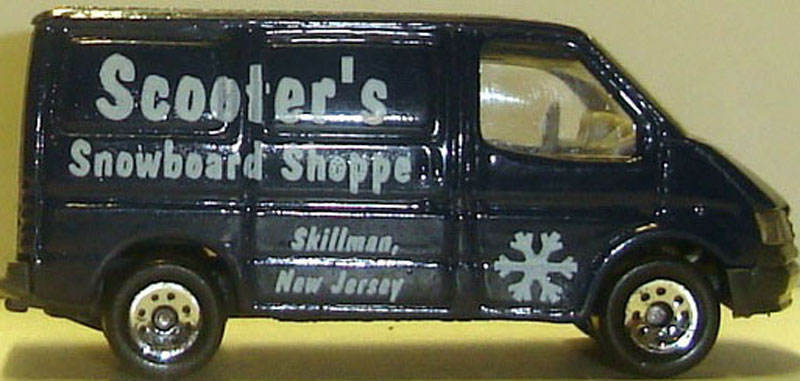 Scooter's
Snowboard Shoppe
Skillman,
New Jersey